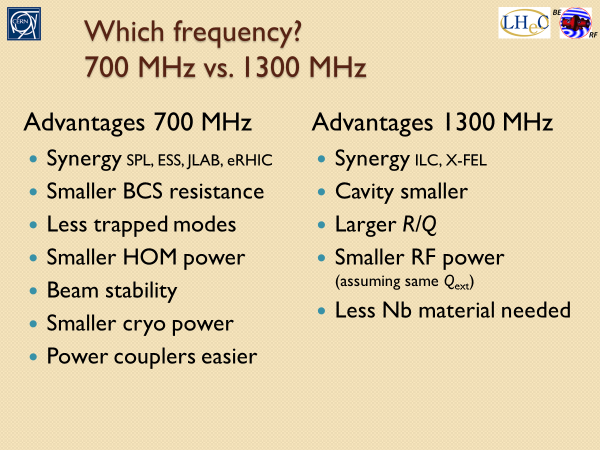 CERN
Which frequency?
700 MHz vs. 1300 MHz
LHeC
BE
RF
Advantages 700 MHz
Synergy SPL, ESS, JLAB, eRHIC
Smaller BCS resistance
Less trapped modes
Smaller HOM power
Beam stability
Smaller cryo power
Power couplers easier
Advantages 1300 MHz
Synergy ILC, X-FEL
Cavity smaller
Larger R/Q
Smaller RF power
(assuming same Qext)
Less Nb material needed